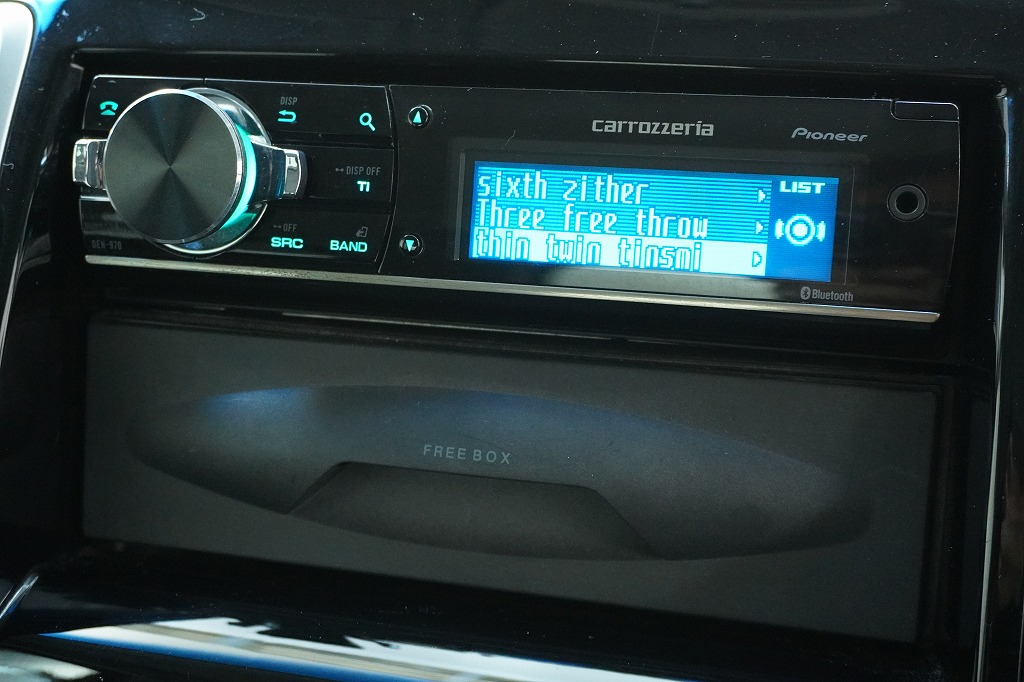 DISP
DISP OFF
TI
OFF
SRC
BAND
DEH-970
carrozzeria
Pioneer
sixth zither
Three free throw
thin twin tinsmi
LIST
Bluetooth
FREE BOX